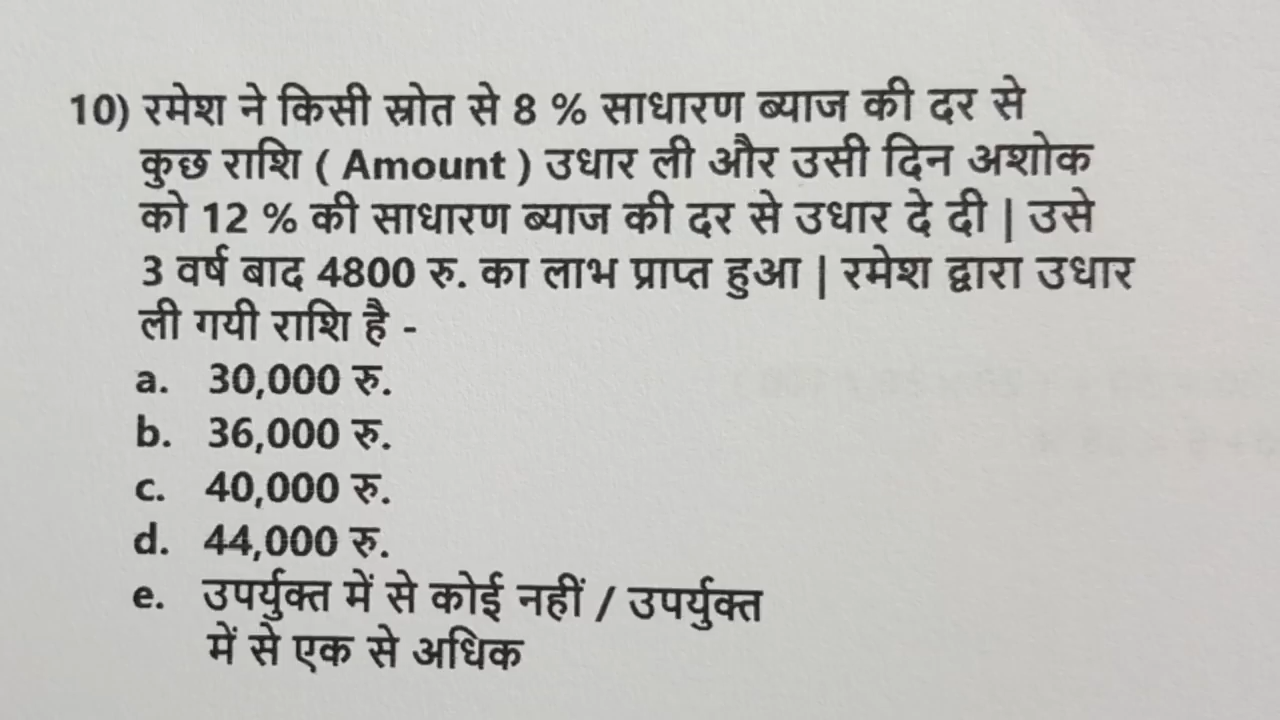 10) रमेश ने किसी स्रोत से 8 % साधारण ब्याज की दर से
कुछ राशि ( Amount ) उधार ली और उसी दिन अशोक
को 12 % की साधारण ब्याज की दर से उधार दे दी | उसे
3 वर्ष बाद 4800 रु. का लाभ प्राप्त हुआ | रमेश द्वारा उधार
ली गयी राशि है -
a. 30,000 रु.
b. 36,000 रु.
c. 40,000 रु.
d. 44,000 रु.
e. उपर्युक्त में से कोई नहीं / उपर्युक्त
में से एक से अधिक